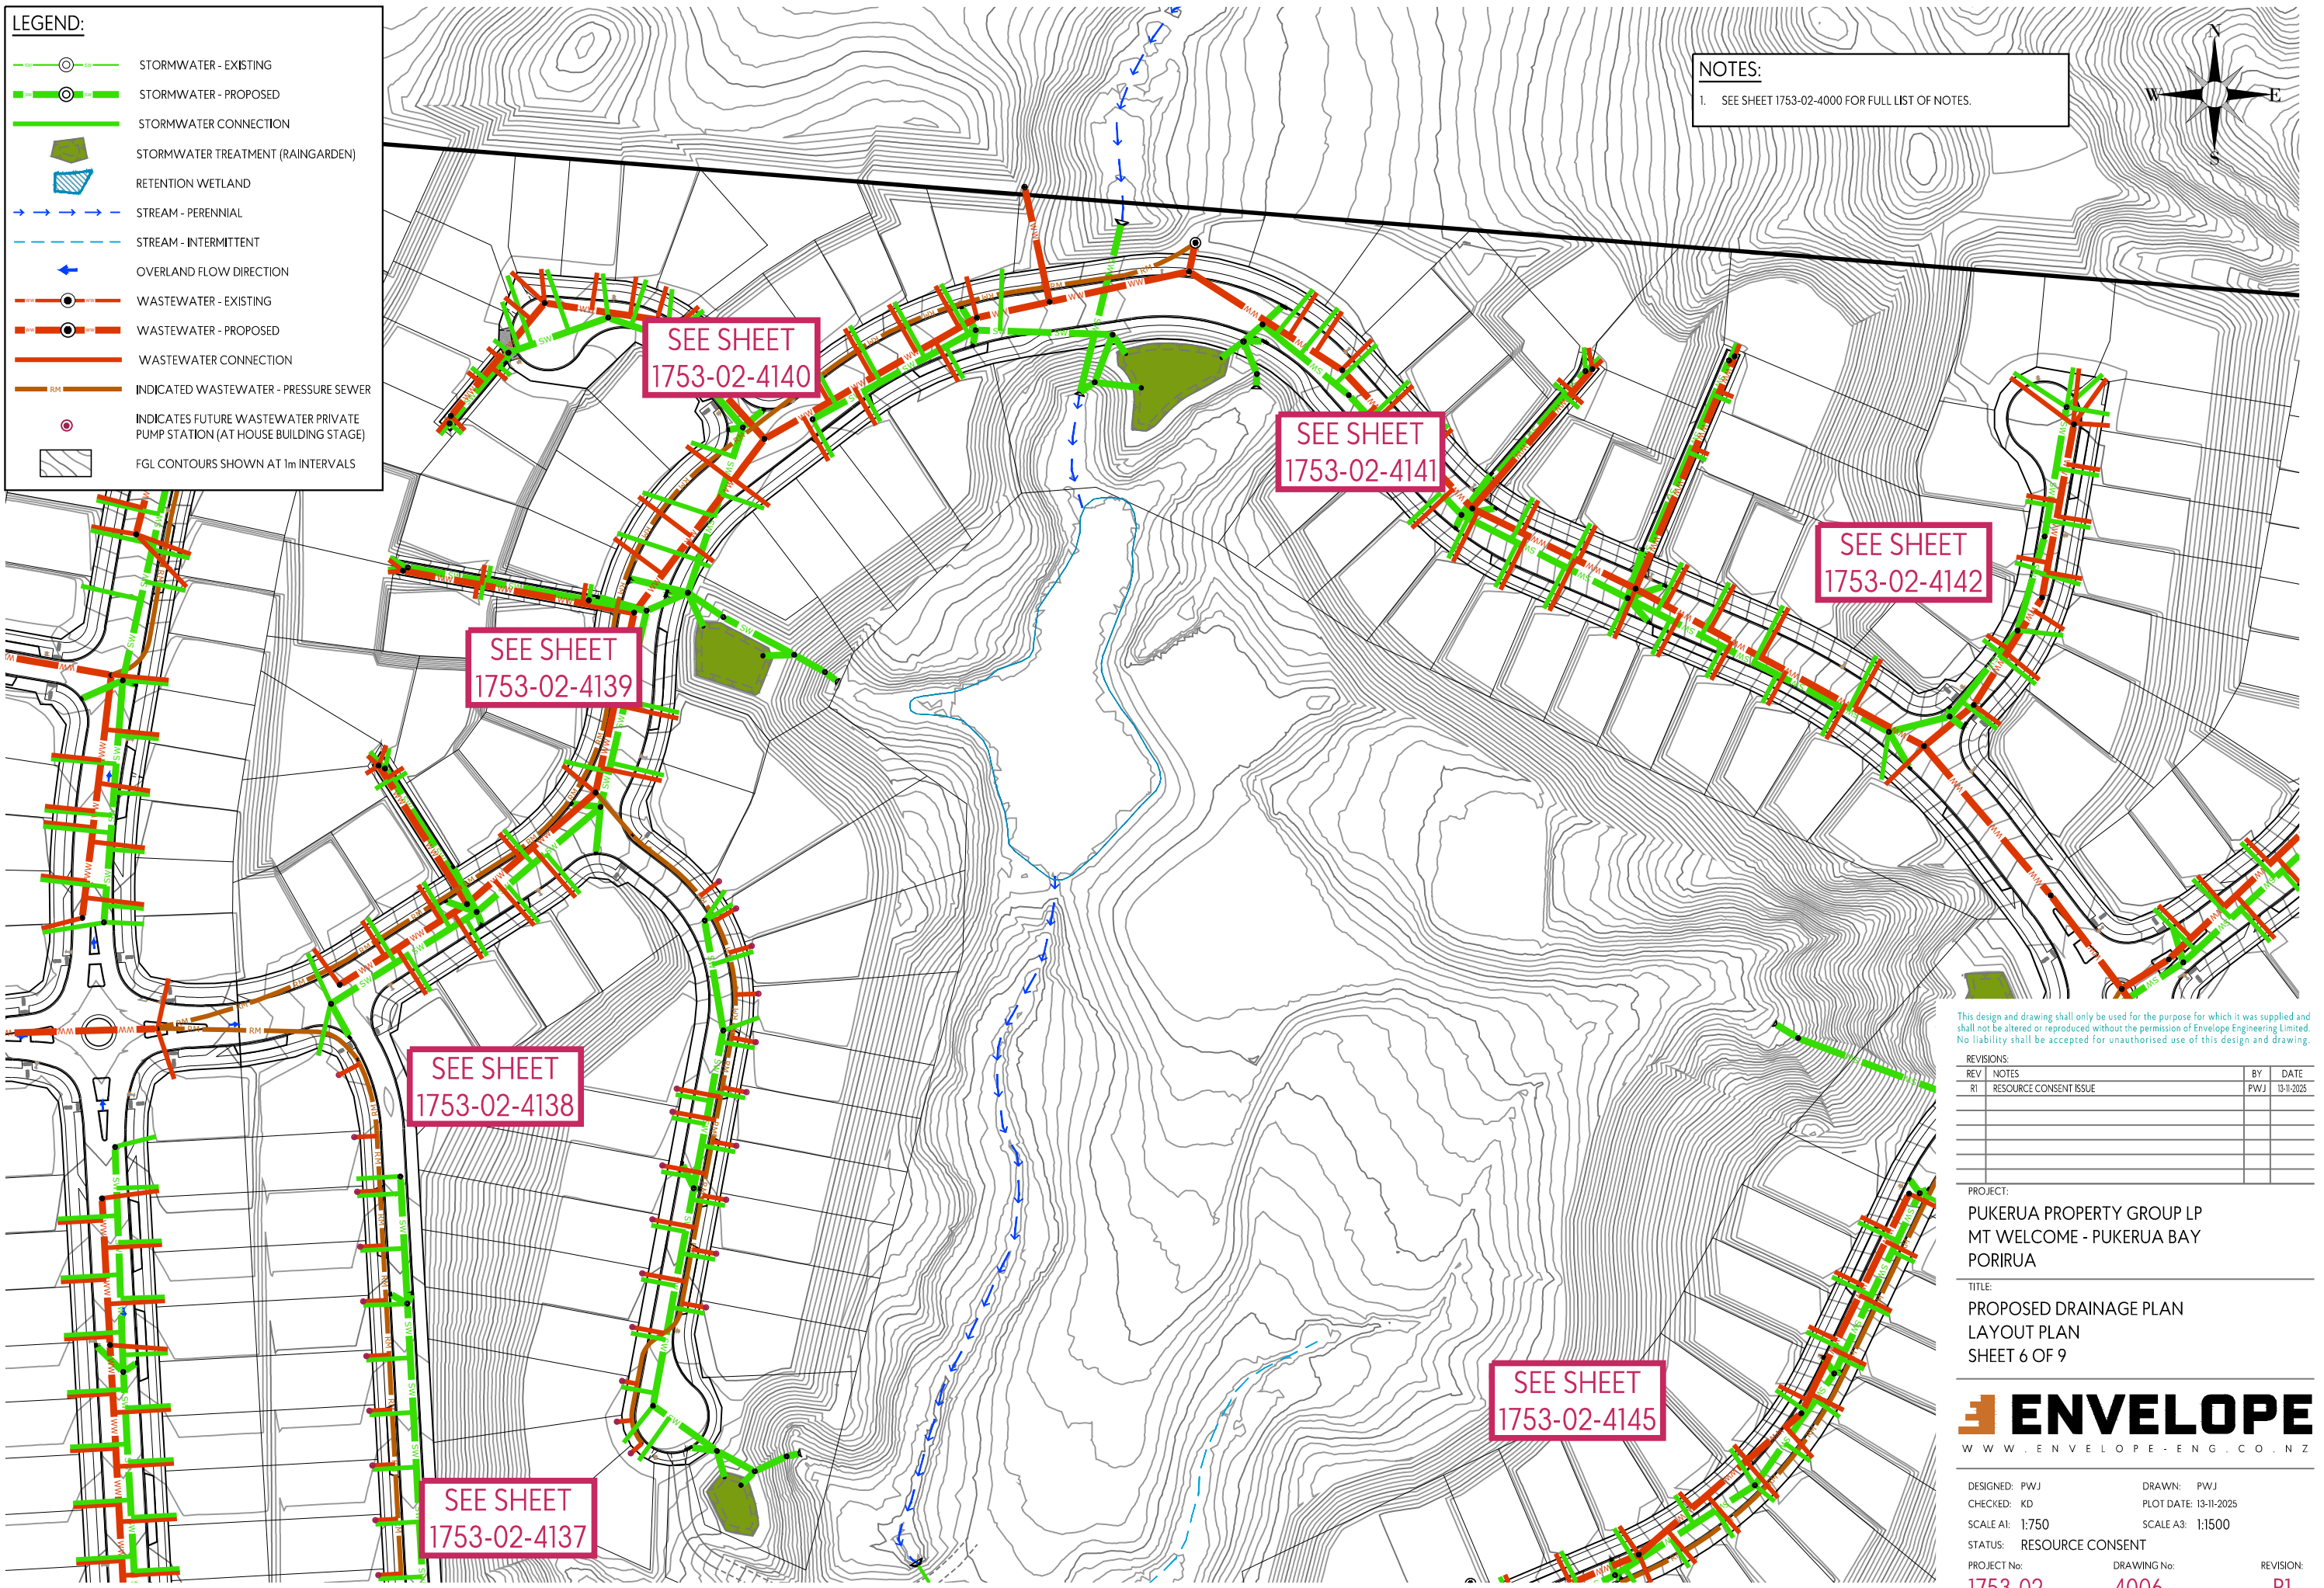 LEGEND:
STORMWATER - EXISTING
STORMWATER - PROPOSED
STORMWATER CONNECTION
STORMWATER TREATMENT (RAINGARDEN)
RETENTION WETLAND
STREAM - PERENNIAL
STREAM - INTERMITTENT
OVERLAND FLOW DIRECTION
WASTEWATER - EXISTING
WASTEWATER - PROPOSED
WASTEWATER CONNECTION
RM
INDICATED WASTEWATER - PRESSURE SEWER
INDICATES FUTURE WASTEWATER PRIVATE
PUMP STATION (AT HOUSE BUILDING STAGE)
FGL CONTOURS SHOWN AT 1m INTERVALS
NOTES:
1. SEE SHEET 1753-02-4000 FOR FULL LIST OF NOTES.
N
W
E
S
SEE SHEET
1753-02-4140
SEE SHEET
1753-02-4141
SEE SHEET
1753-02-4142
SEE SHEET
1753-02-4139
SEE SHEET
1753-02-4138
SEE SHEET
1753-02-4145
SEE SHEET
1753-02-4137
This design and drawing shall only be used for the purpose for which it was supplied and
shall not be altered or reproduced without the permission of Envelope Engineering Limited.
No liability shall be accepted for unauthorised use of this design and drawing.
REVISIONS:
REV NOTES BY DATE
R1 RESOURCE CONSENT ISSUE PWJ 13-11-2025
PROJECT:
PUKERUA PROPERTY GROUP LP
MT WELCOME - PUKERUA BAY
PORIRUA
TITLE:
PROPOSED DRAINAGE PLAN
LAYOUT PLAN
SHEET 6 OF 9
ENVELOPE
WWW.ENVELOPE-ENG.CO.NZ
DESIGNED: PWJ DRAWN: PWJ
CHECKED: KD PLOT DATE: 13-11-2025
SCALE A1: 1:750 SCALE A3: 1:1500
STATUS: RESOURCE CONSENT
PROJECT No: DRAWING No: REVISION:
1753-02 4006 R1